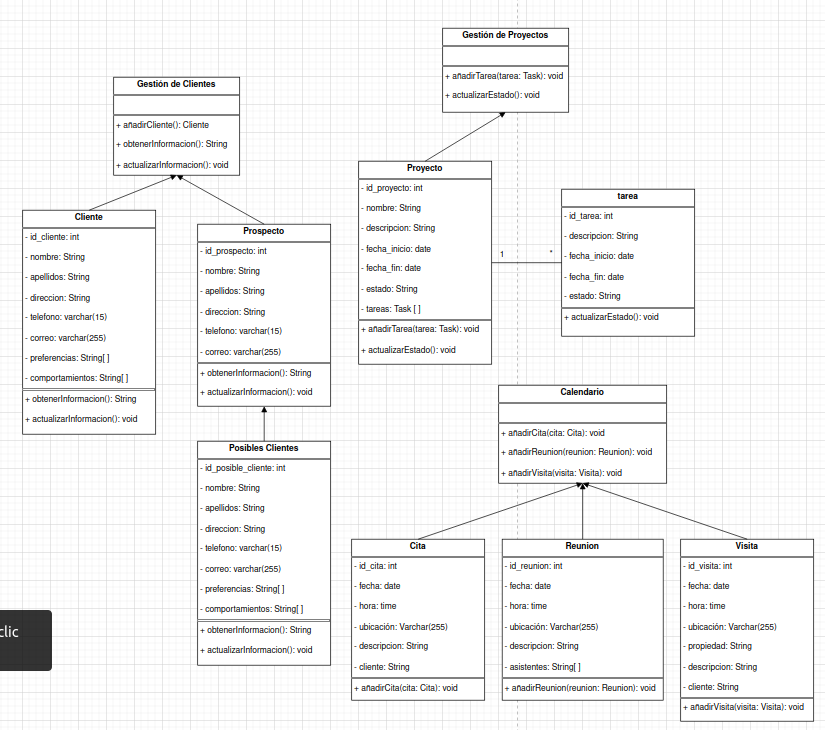 Gestión de Proyectos
+ añadirTarea(tarea: Task): void
+ actualizarEstado(): void
Gestión de Clientes
+ añadirCliente(): Cliente
+ obtenerInformacion(): String
+ actualizarInformacion(): void
Cliente
- id_cliente: int
- nombre: String
- apellidos: String
- direccion: String
- telefono: varchar(15)
- correo: varchar(255)
- preferencias: String[ ]
- comportamientos: String[ ]
+ obtenerInformacion(): String
+ actualizarInformacion(): void
Prospecto
- id_prospecto: int
- nombre: String
- apellidos: String
- direccion: String
- telefono: varchar(15)
- correo: varchar(255)
+ obtenerInformacion(): String
+ actualizarInformacion(): void
Proyecto
- id_proyecto: int
- nombre: String
- descripcion: String
- fecha_inicio: date
- fecha_fin: date
- estado: String
- tareas: Task [ ]
+ añadirTarea(tarea: Task): void
+ actualizarEstado(): void
1
*
tarea
- id_tarea: int
- descripcion: String
- fecha_inicio: date
- fecha_fin: date
- estado: String
+ actualizarEstado(): void
Posibles Clientes
- id_posible_cliente: int
- nombre: String
- apellidos: String
- direccion: String
- telefono: varchar(15)
- correo: varchar(255)
- preferencias: String[ ]
- comportamientos: String[ ]
+ obtenerInformacion(): String
+ actualizarInformacion(): void
Calendario
+ añadirCita(cita: Cita): void
+ añadirReunion(reunion: Reunion): void
+ añadirVisita(visita: Visita): void
Cita
- id_cita: int
- fecha: date
- hora: time
- ubicación: Varchar(255)
- descripcion: String
- cliente: String
+ añadirCita(cita: Cita): void
Reunion
- id_reunion: int
- fecha: date
- hora: time
- ubicación: Varchar(255)
- descripcion: String
- asistentes: String[ ]
+ añadirReunion(reunion: Reunion): void
Visita
- id_visita: int
- fecha: date
- hora: time
- ubicación: Varchar(255)
- propiedad: String
- descripcion: String
- cliente: String
+ añadirVisita(visita: Visita): void
clic